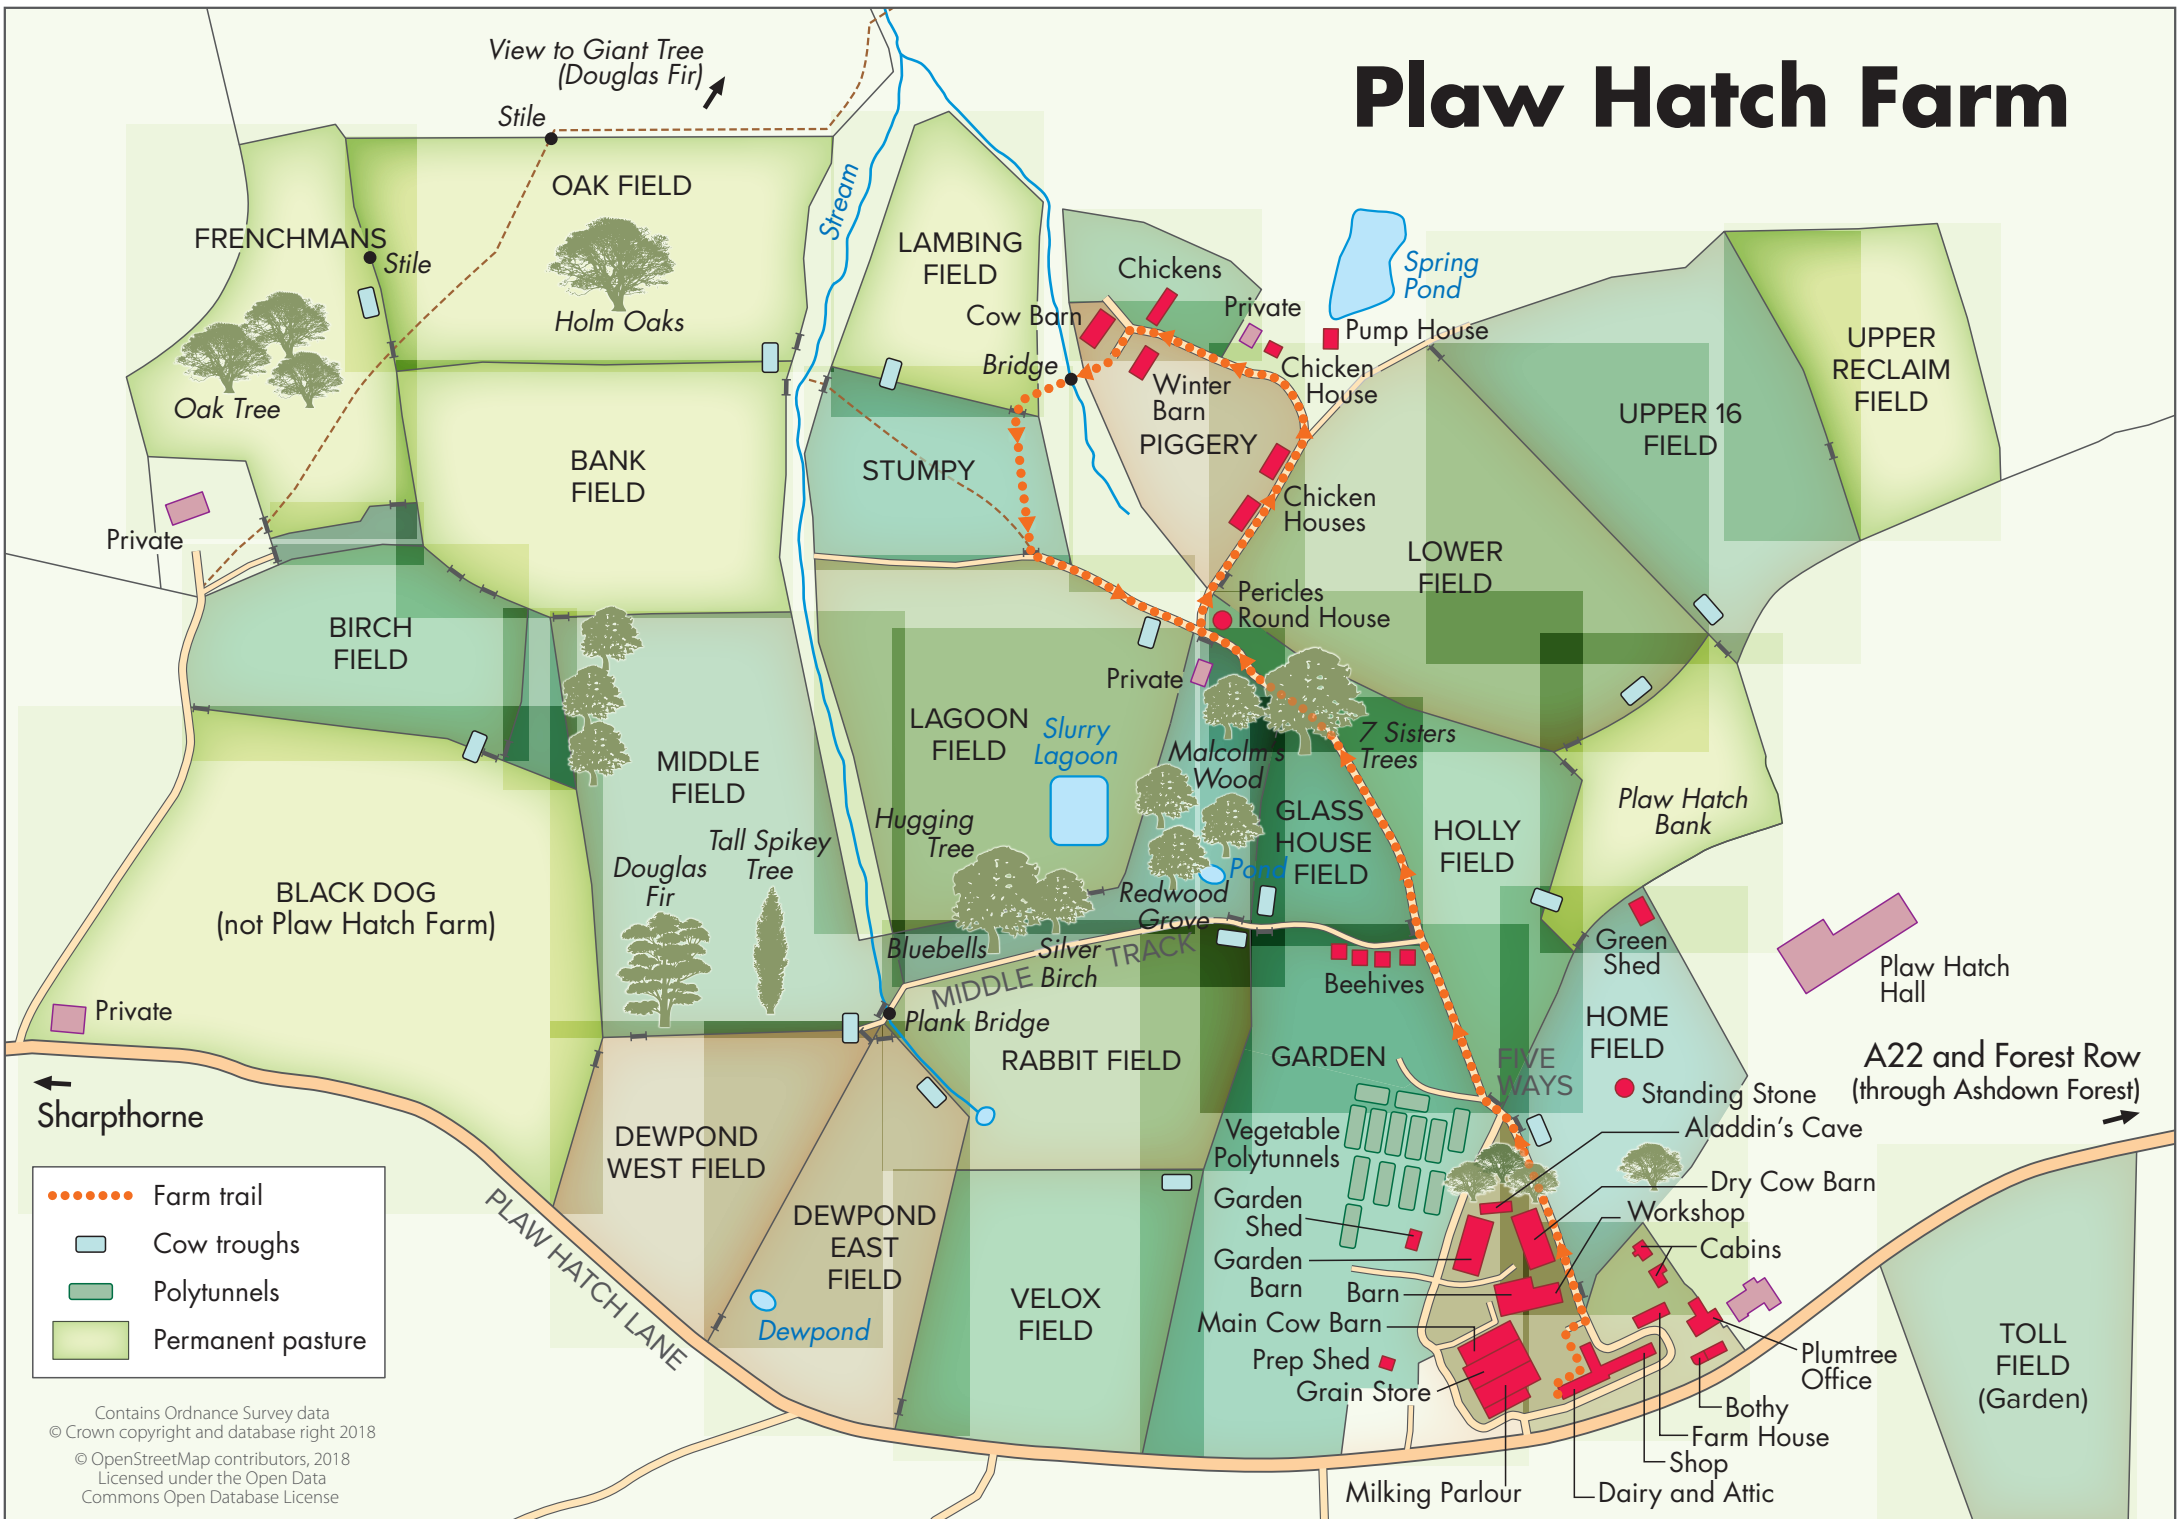 Plaw Hatch Farm
View to Giant Tree
(Douglas Fir)
Stile
OAK FIELD
Holm Oaks
FRENCHMANS
Stile
Oak Tree
Private
Stream
LAMBING
FIELD
Cow Barn
Bridge
Chickens
Private
Spring
Pond
Pump House
Chicken
House
Winter
Barn
PIGGERY
Chicken
Houses
UPPER
RECLAIM
FIELD
UPPER 16
FIELD
LOWER
FIELD
BANK
FIELD
STUMPY
BIRCH
FIELD
Pericles
Round House
Private
MIDDLE
FIELD
LAGOON
FIELD
Slurry
Lagoon
Malcolm's
Wood
7 Sisters
Trees
GLASS
HOUSE
FIELD
HOLLY
FIELD
Plaw Hatch
Bank
Hugging
Tree
Tall Spikey
Tree
Douglas
Fir
Pond
Redwood
Grove
BLACK DOG
(not Plaw Hatch Farm)
Bluebells
Silver
Birch
MIDDLE TRACK
Beehives
Green
Shed
Plaw Hatch
Hall
Private
Plank Bridge
RABBIT FIELD
GARDEN
FIVE
WAYS
HOME
FIELD
A22 and Forest Row
(through Ashdown Forest)
Standing Stone
Sharpthorne
DEWPOND
WEST FIELD
Vegetable
Polytunnels
Aladdin's Cave
Dry Cow Barn
Workshop
Cabins
Garden
Shed
Garden
Barn
Barn
PLAW HATCH LANE
DEWPOND
EAST
FIELD
Dewpond
VELOX
FIELD
Main Cow Barn
Prep Shed
Grain Store
Milking Parlour
Plumtree
Office
Bothy
Farm House
Shop
Dairy and Attic
TOLL
FIELD
(Garden)
Farm trail
Cow troughs
Polytunnels
Permanent pasture
Contains Ordnance Survey data
© Crown copyright and database right 2018
© OpenStreetMap contributors, 2018
Licensed under the Open Data
Commons Open Database License